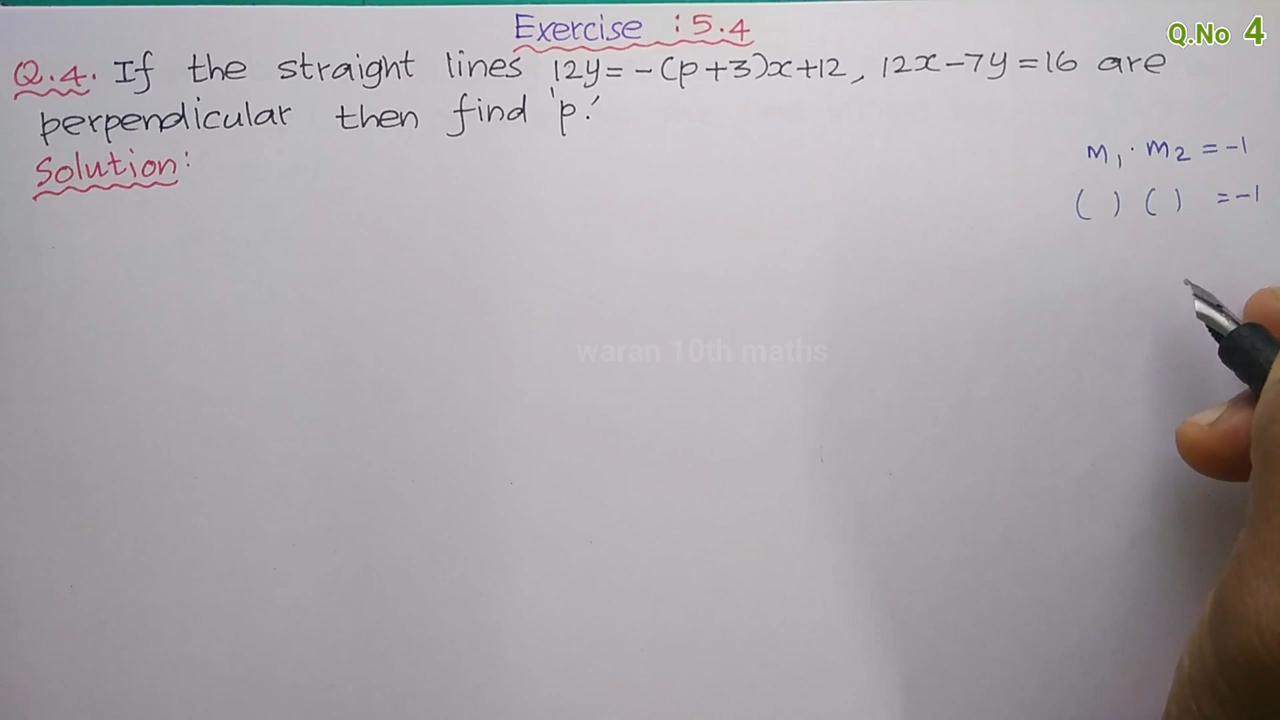 Exercise : 5.4
Q.No 4
Q.4. If the straight lines 12y = -(p+3)x+12, 12x-7y=16 are
perpendicular then find 'p'.
Solution:
m₁ · m₂ = -1
( ) ( ) = -1
waran 10th maths